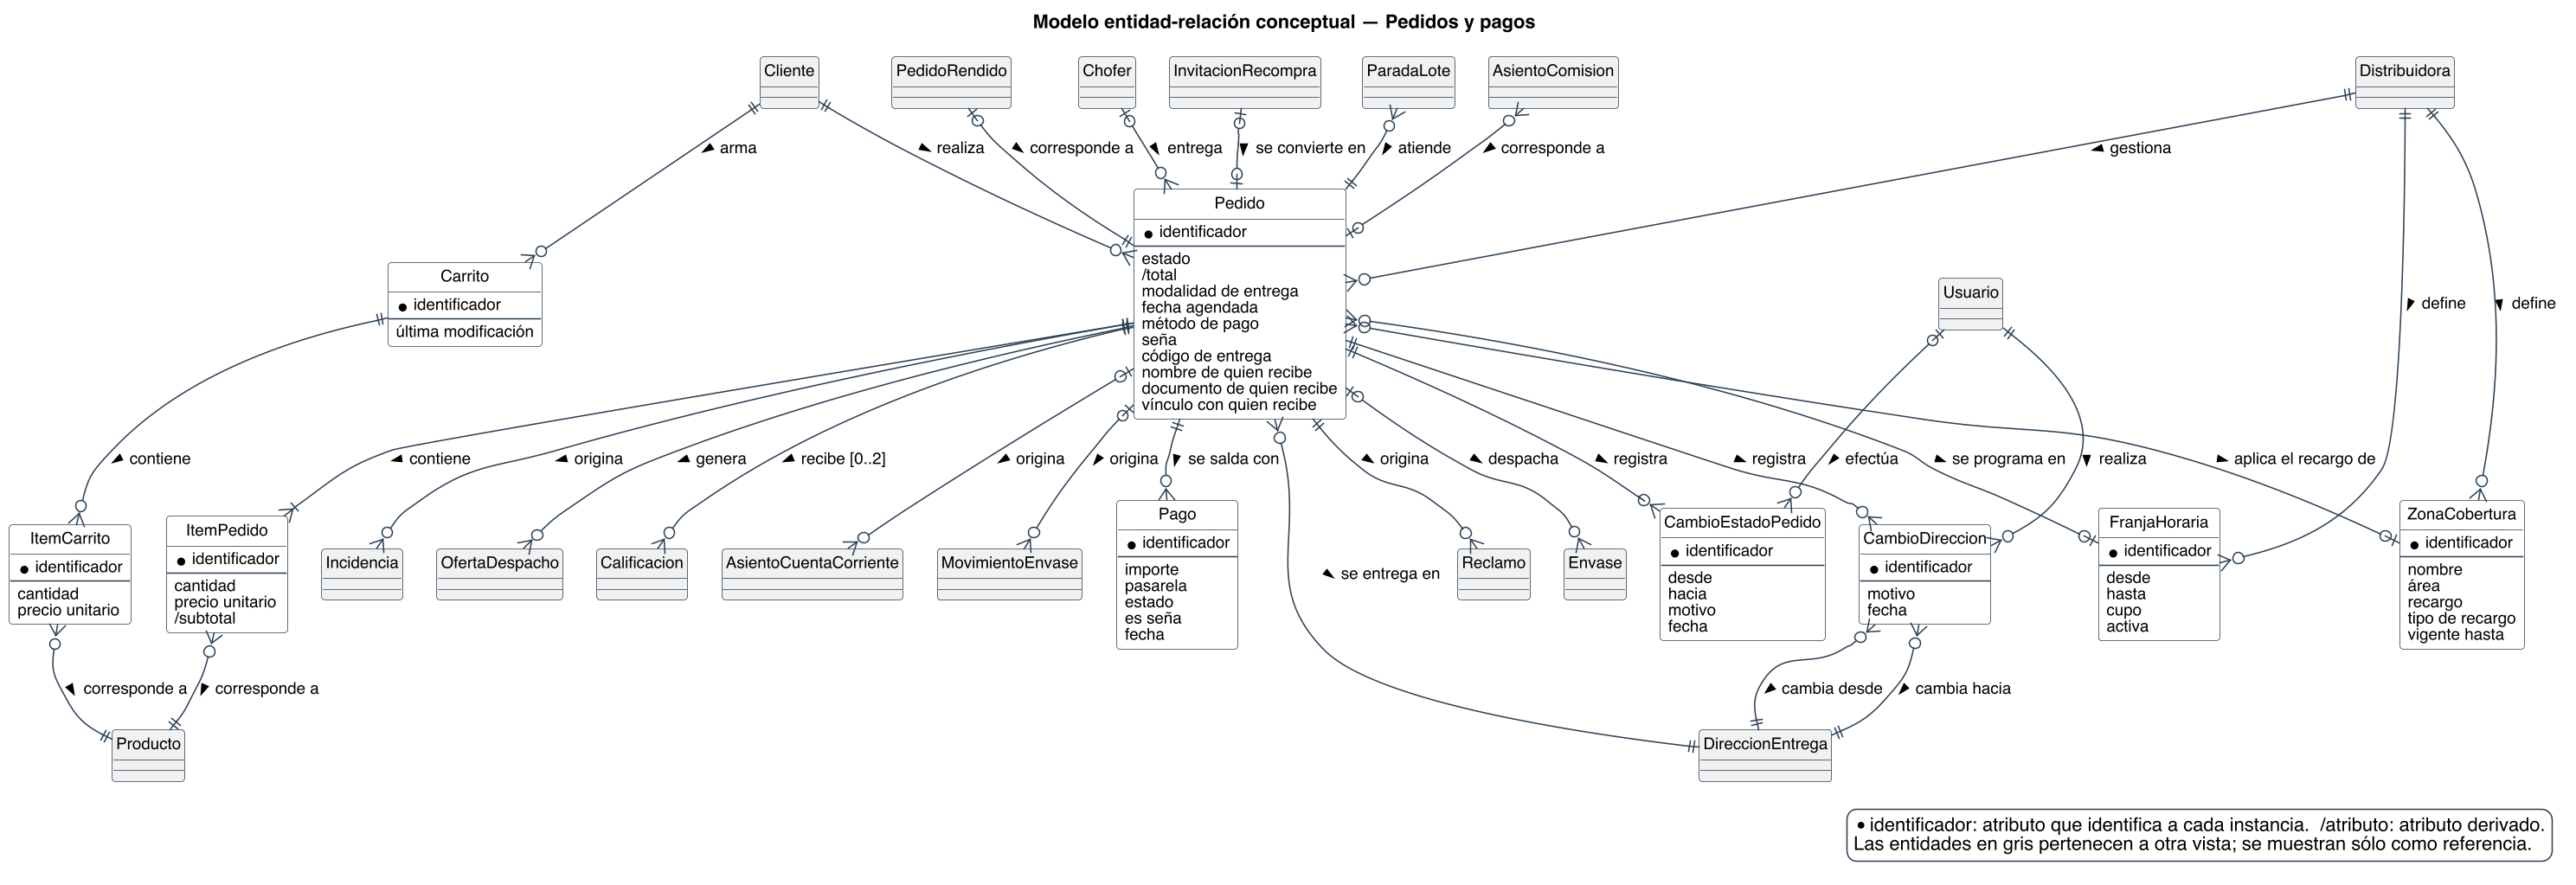 Modelo entidad-relación conceptual — Pedidos y pagos
Cliente
PedidoRendido
Chofer
InvitacionRecompra
ParadaLote
AsientoComision
Distribuidora
arma
realiza
corresponde a
entrega
se convierte en
atiende
corresponde a
gestiona
Pedido
● identificador
estado
/total
modalidad de entrega
fecha agendada
método de pago
seña
código de entrega
nombre de quien recibe
documento de quien recibe
vínculo con quien recibe
Carrito
● identificador
última modificación
Usuario
define
define
contiene
contiene
origina
genera
recibe [0..2]
origina
origina
se salda con
origina
despacha
registra
registra
efectúa
se programa en
realiza
aplica el recargo de
ItemCarrito
● identificador
cantidad
precio unitario
ItemPedido
● identificador
cantidad
precio unitario
/subtotal
Incidencia
OfertaDespacho
Calificacion
AsientoCuentaCorriente
MovimientoEnvase
Pago
● identificador
importe
pasarela
estado
es seña
fecha
se entrega en
Reclamo
Envase
CambioEstadoPedido
● identificador
desde
hacia
motivo
fecha
CambioDireccion
● identificador
motivo
fecha
FranjaHoraria
● identificador
desde
hasta
cupo
activa
ZonaCobertura
● identificador
nombre
área
recargo
tipo de recargo
vigente hasta
corresponde a
corresponde a
cambia desde
cambia hacia
Producto
DireccionEntrega
● identificador: atributo que identifica a cada instancia.  /atributo: atributo derivado.
Las entidades en gris pertenecen a otra vista; se muestran sólo como referencia.